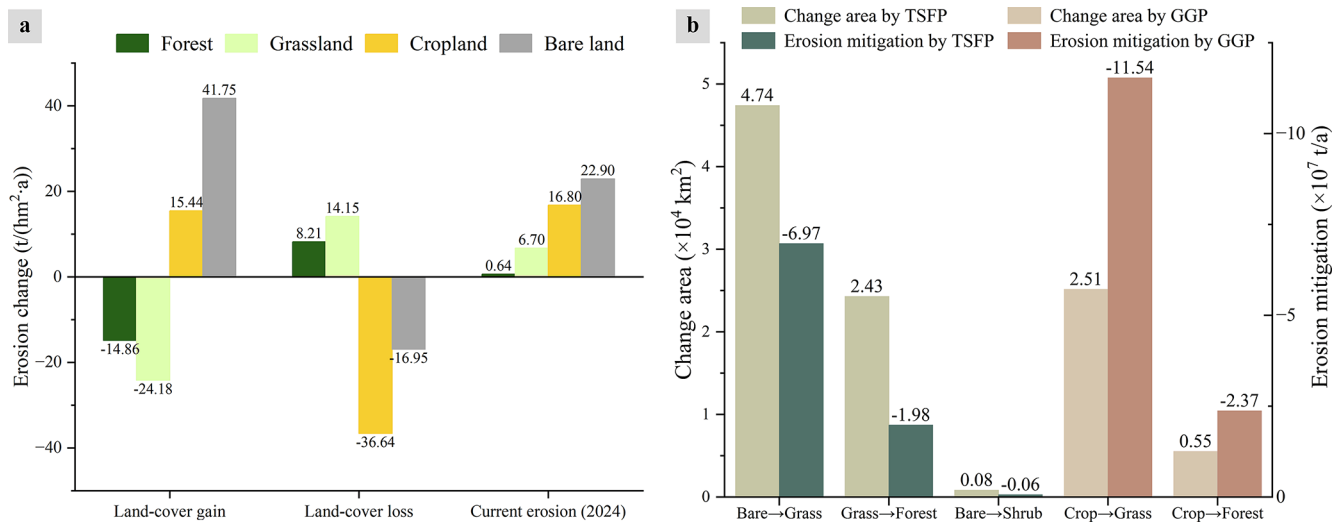 a
Forest
Grassland
Cropland
Bare land
Erosion change (t/(hm²·a))
40
20
0
−20
−40
-14.86
-24.18
15.44
41.75
8.21
14.15
-36.64
-16.95
0.64
6.70
16.80
22.90
Land-cover gain
Land-cover loss
Current erosion (2024)
b
Change area by TSFP
Change area by GGP
Erosion mitigation by TSFP
Erosion mitigation by GGP
Change area (×10⁴ km²)
5
4
3
2
1
0
4.74
-6.97
2.43
-1.98
0.08
-0.06
2.51
-11.54
0.55
-2.37
−10
−5
0
Erosion mitigation (×10⁷ t/a)
Bare→Grass
Grass→Forest
Bare→Shrub
Crop→Grass
Crop→Forest